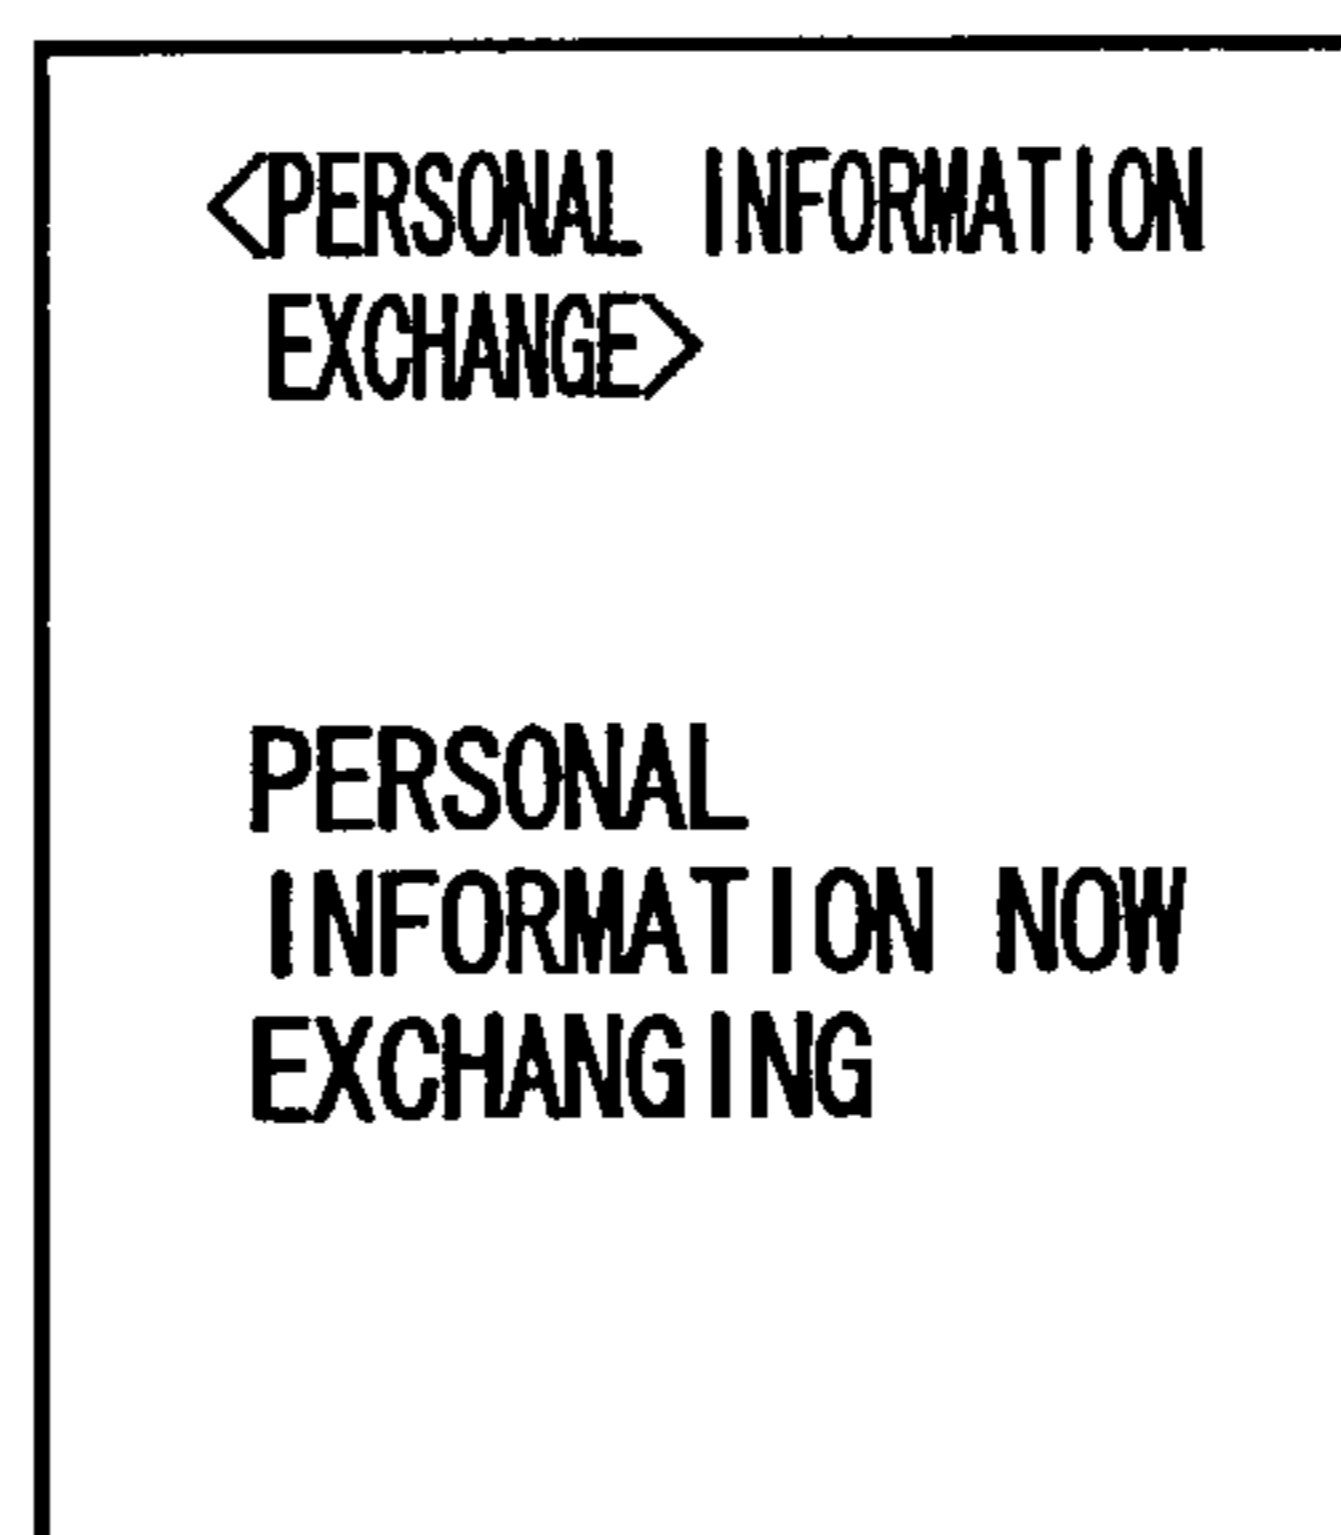 <PERSONAL INFORMATION
EXCHANGE>
PERSONAL
INFORMATION NOW
EXCHANGING